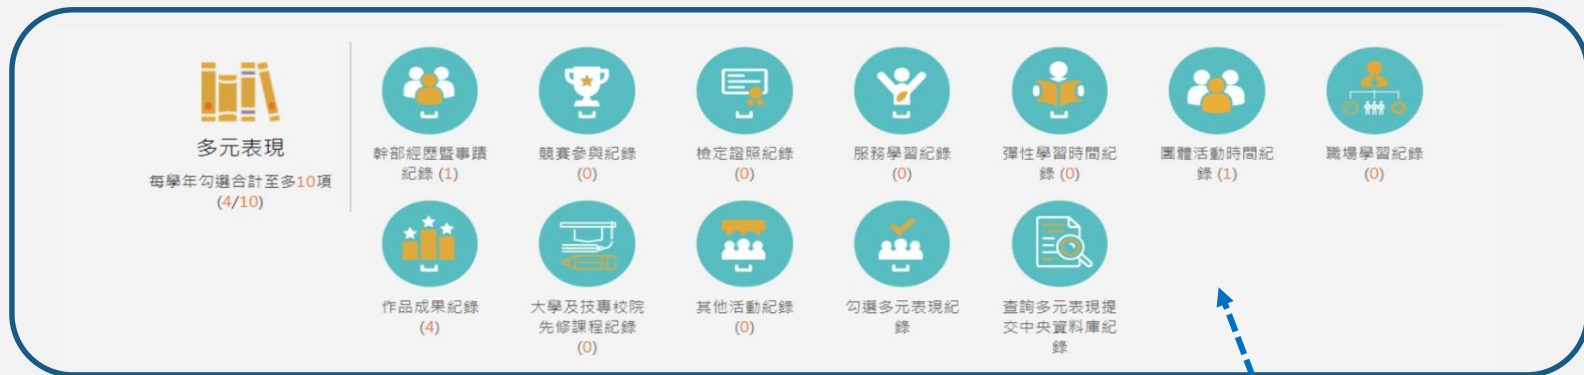 多元表現
每學年勾選合計至多10項
(4/10)
幹部經歷暨事蹟
紀錄 (1)
競賽參與紀錄
(0)
檢定證照紀錄
(0)
服務學習紀錄
(0)
彈性學習時間紀
錄 (0)
團體活動時間紀
錄 (1)
職場學習紀錄
(0)
作品成果紀錄
(4)
大學及技專校院
先修課程紀錄
(0)
其他活動紀錄
(0)
勾選多元表現紀
錄
查詢多元表現提
交中央資料庫紀
錄